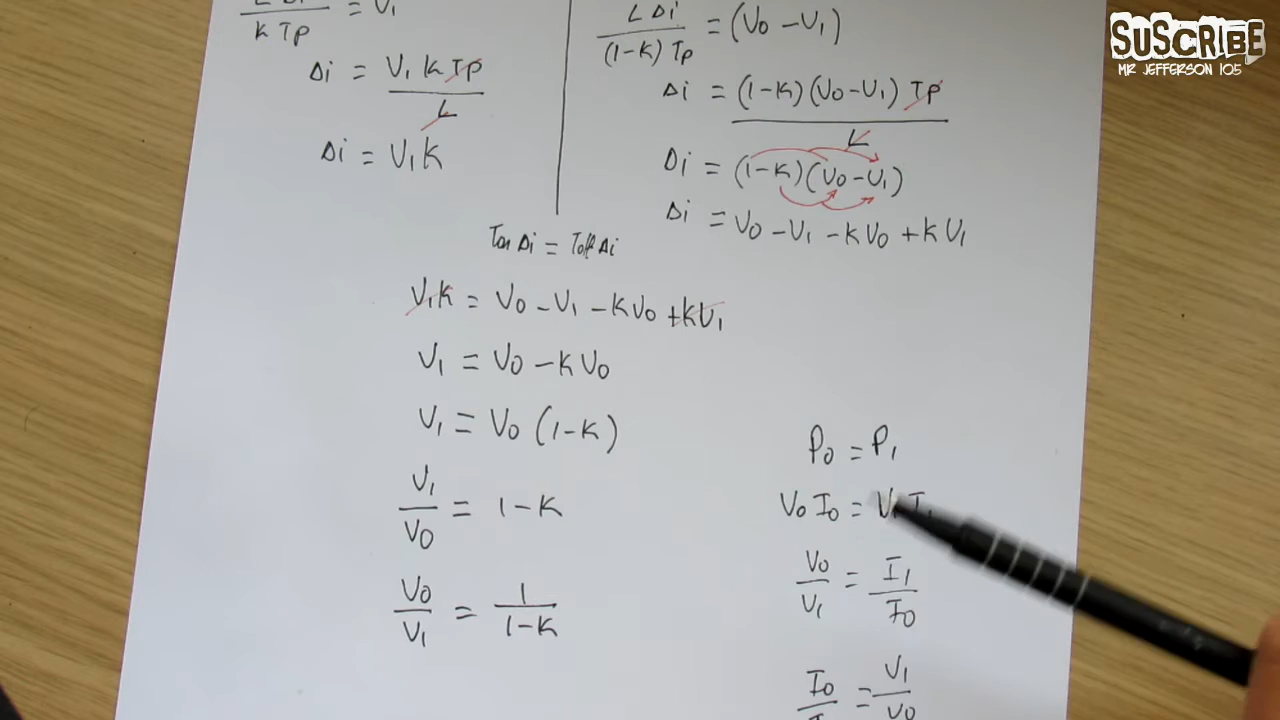 SUSCRIBE
MR JEFFERSON 105
K Tp = V1
Δi = V1 K Tp / L
Δi = V1 K
L Δi / (1-K) Tp = (V0 - V1)
Δi = (1-K)(V0-V1) Tp / L
Δi = (1-K)(V0-V1)
Δi = V0 - V1 - KV0 + KV1
Ton Δi = Toff Δi
V1K = V0 - V1 - KV0 + KV1
V1 = V0 - KV0
V1 = V0 (1-K)
V1 / V0 = 1-K
V0 / V1 = 1 / 1-K
P0 = P1
V0 I0 = V1 I1
V0 / V1 = I1 / I0
I0 / = V1 / V0